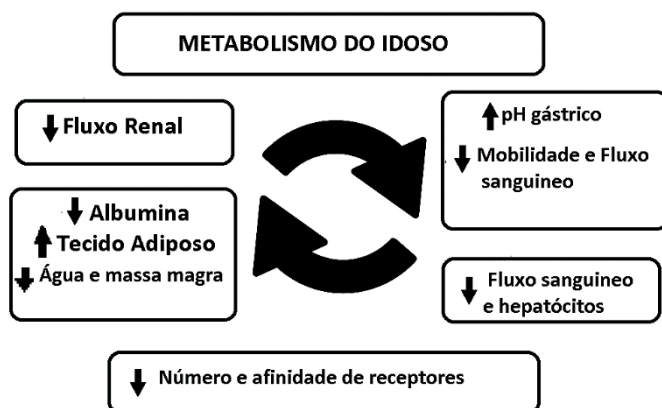 METABOLISMO DO IDOSO
↓ Fluxo Renal
↓ Albumina
↑ Tecido Adiposo
↓ Água e massa magra
↑ pH gástrico
↓ Mobilidade e Fluxo
sanguineo
↓ Fluxo sanguineo
e hepatócitos
↓ Número e afinidade de receptores